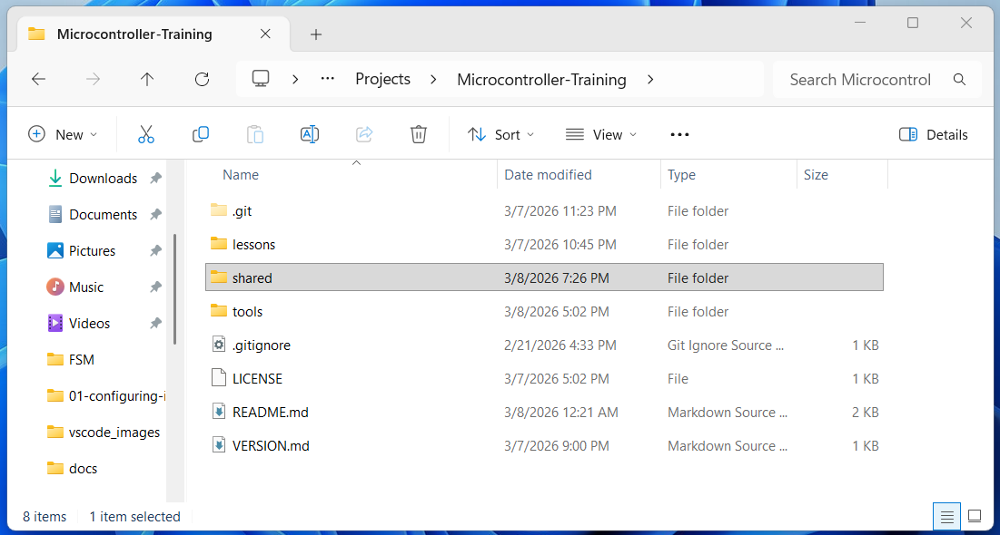 Microcontroller-Training
Projects Microcontroller-Training Search Microcontrol
New Sort View Details
Name Date modified Type Size
Downloads
Documents
Pictures
Music
Videos
FSM
01-configuring-i
vscode_images
docs
.git 3/7/2026 11:23 PM File folder
lessons 3/7/2026 10:45 PM File folder
shared 3/8/2026 7:26 PM File folder
tools 3/8/2026 5:02 PM File folder
.gitignore 2/21/2026 4:33 PM Git Ignore Source ... 1 KB
LICENSE 3/7/2026 5:02 PM File 1 KB
README.md 3/8/2026 12:21 AM Markdown Source ... 2 KB
VERSION.md 3/7/2026 9:00 PM Markdown Source ... 1 KB
8 items 1 item selected